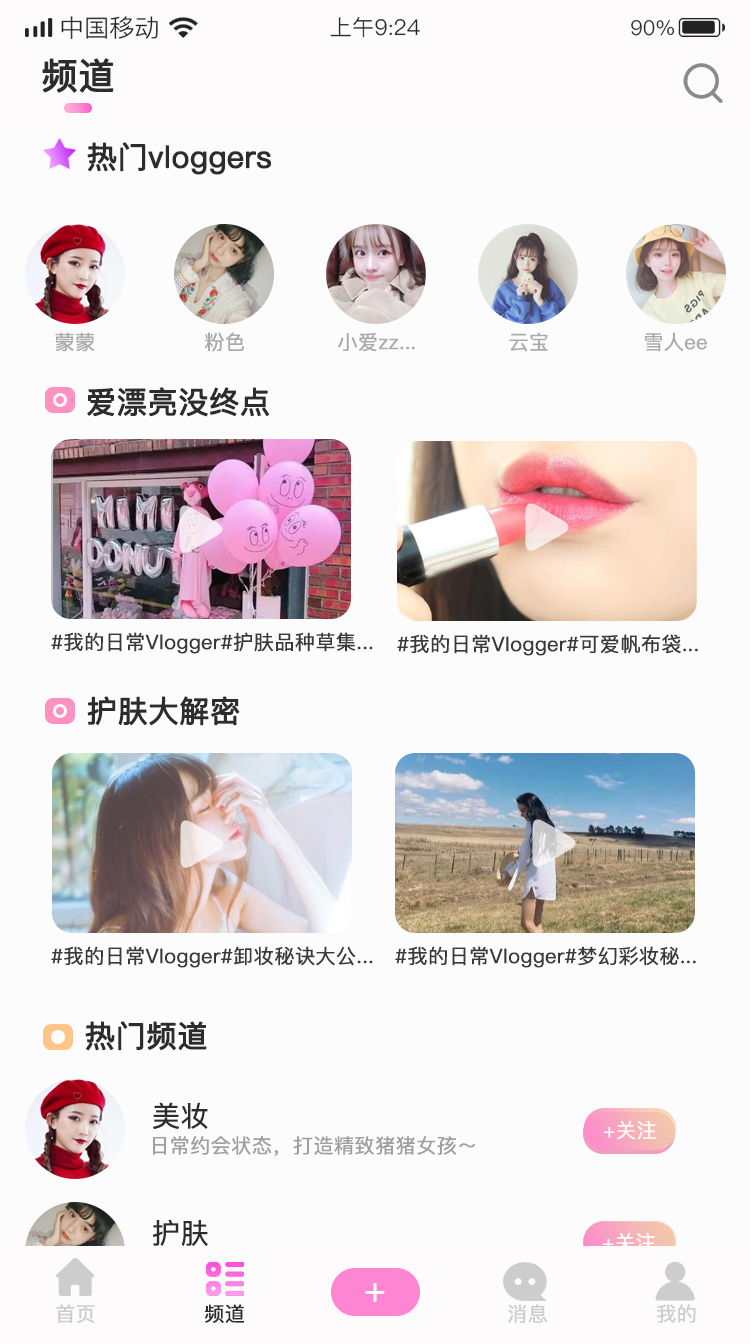 中国移动 上午9:24 90%
频道
热门vloggers
蒙蒙 粉色 小爱zz... 云宝 雪人ee
爱漂亮没终点
MIMI
DONU
#我的日常Vlogger#护肤品种草集... #我的日常Vlogger#可爱帆布袋...
护肤大解密
#我的日常Vlogger#卸妆秘诀大公... #我的日常Vlogger#梦幻彩妆秘...
热门频道
美妆
日常约会状态，打造精致猪猪女孩～
+关注
护肤
+关注
+
首页 频道 消息 我的